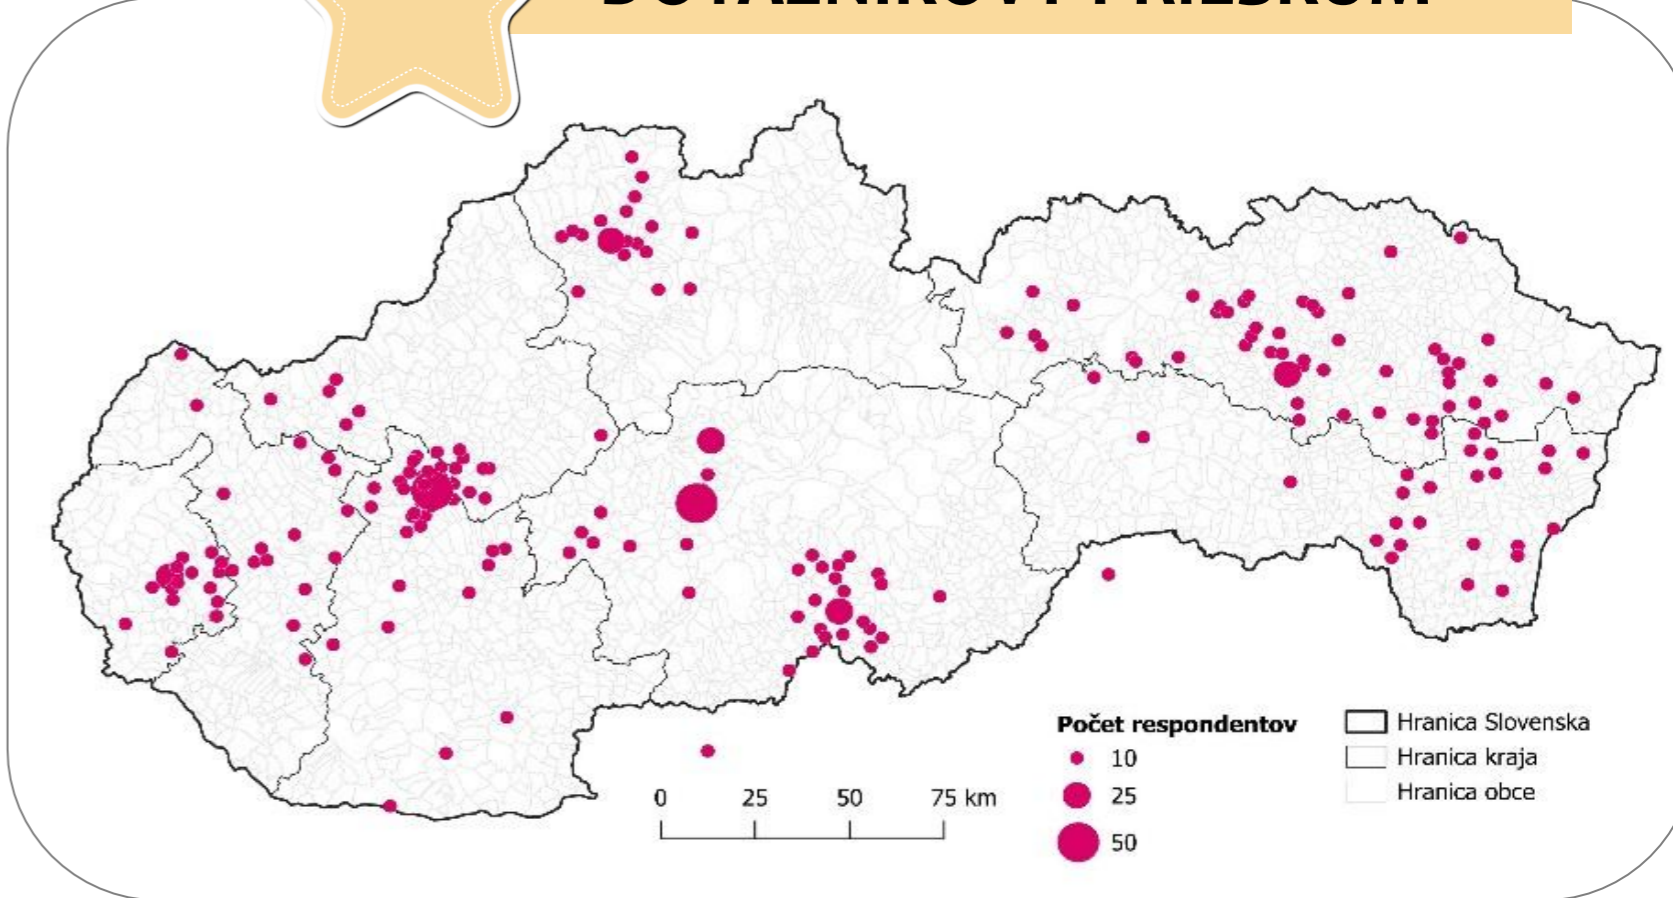 Počet respondentov
10
25
50
Hranica Slovenska
Hranica kraja
Hranica obce
0 25 50 75 km